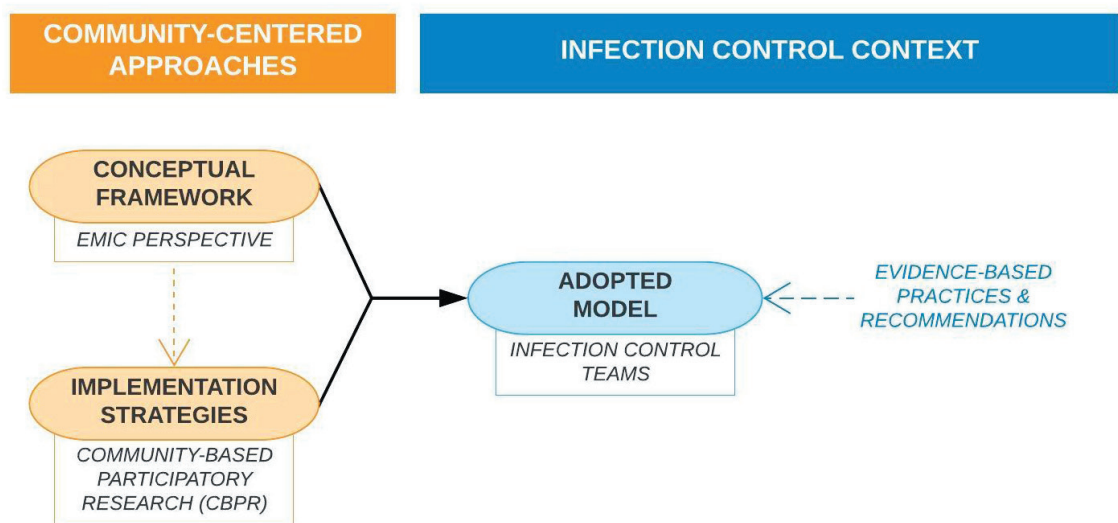 COMMUNITY-CENTERED
APPROACHES
INFECTION CONTROL CONTEXT
CONCEPTUAL
FRAMEWORK
EMIC PERSPECTIVE
IMPLEMENTATION
STRATEGIES
COMMUNITY-BASED
PARTICIPATORY
RESEARCH (CBPR)
ADOPTED
MODEL
INFECTION CONTROL
TEAMS
EVIDENCE-BASED
PRACTICES &
RECOMMENDATIONS